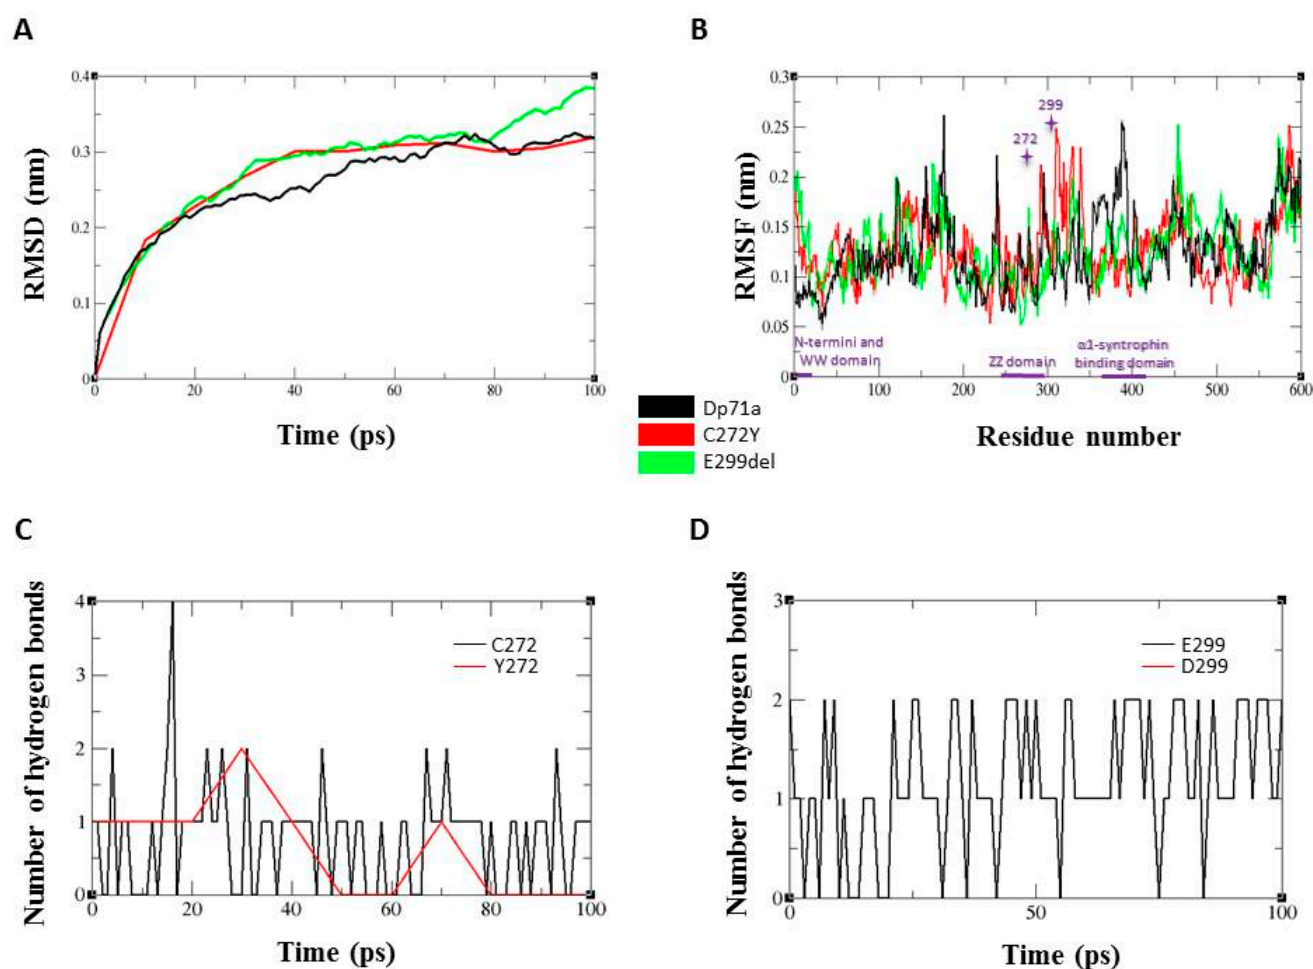 A
0.4
0.3
0.2
0.1
0
0
20
40
60
80
100
RMSD (nm)
Time (ps)
B
0.3
0.25
0.2
0.15
0.1
0.05
0
0
100
200
300
400
500
600
RMSF (nm)
299
272
N-termini and
WW domain
ZZ domain
α1-syntrophin
binding domain
Residue number
Dp71a
C272Y
E299del
C
4
3
2
1
0
0
20
40
60
80
100
Number of hydrogen bonds
C272
Y272
Time (ps)
D
3
2
1
0
0
50
100
Number of hydrogen bonds
E299
D299
Time (ps)